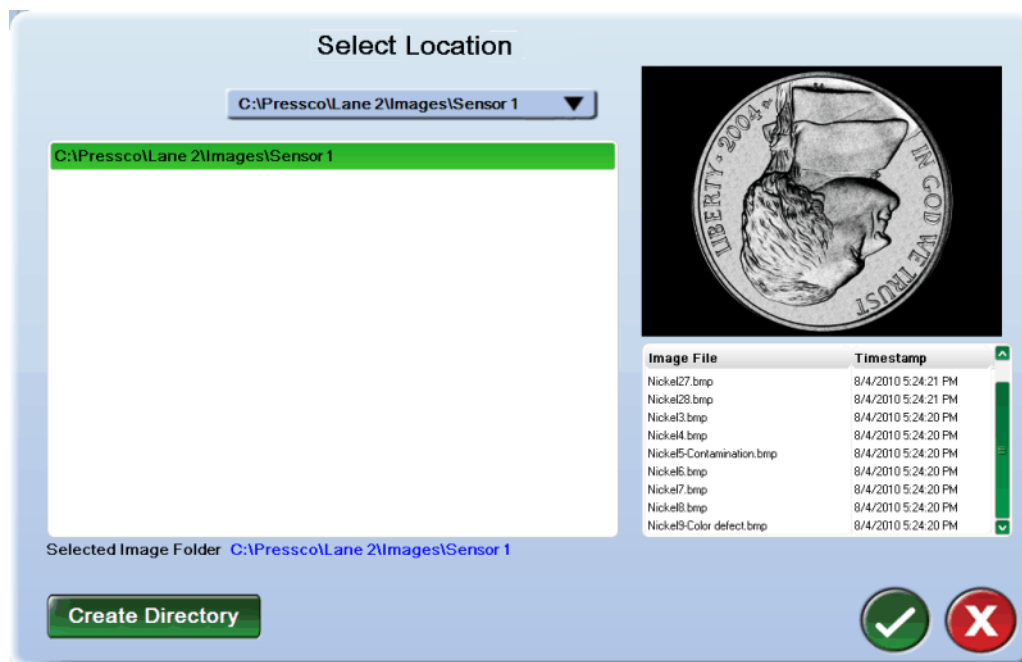 Select Location
C:\Pressco\Lane 2\Images\Sensor 1
C:\Pressco\Lane 2\Images\Sensor 1
LIBERTY • 2004
IN GOD WE TRUST
Image File Timestamp
Nickel27.bmp 8/4/2010 5:24:21 PM
Nickel28.bmp 8/4/2010 5:24:21 PM
Nickel3.bmp 8/4/2010 5:24:20 PM
Nickel4.bmp 8/4/2010 5:24:20 PM
Nickel5-Contamination.bmp 8/4/2010 5:24:20 PM
Nickel6.bmp 8/4/2010 5:24:20 PM
Nickel7.bmp 8/4/2010 5:24:20 PM
Nickel8.bmp 8/4/2010 5:24:20 PM
Nickel9-Color defect.bmp 8/4/2010 5:24:20 PM
Selected Image Folder C:\Pressco\Lane 2\Images\Sensor 1
Create Directory